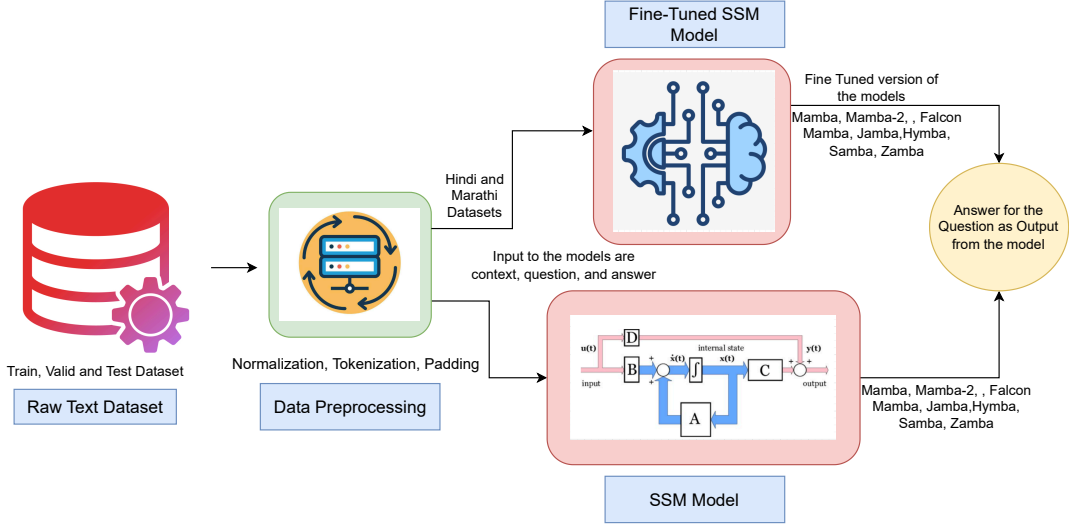 Fine-Tuned SSM
Model
Fine Tuned version of
the models
Mamba, Mamba-2, , Falcon
Mamba, Jamba,Hymba,
Samba, Zamba
Hindi and
Marathi
Datasets
Answer for the
Question as Output
from the model
Input to the models are
context, question, and answer
Train, Valid and Test Dataset
Raw Text Dataset
Normalization, Tokenization, Padding
Data Preprocessing
D
u(t)
internal state
y(t)
ẋ(t)
x(t)
+
B
∫
C
+
+
+
input
output
A
Mamba, Mamba-2, , Falcon
Mamba, Jamba,Hymba,
Samba, Zamba
SSM Model